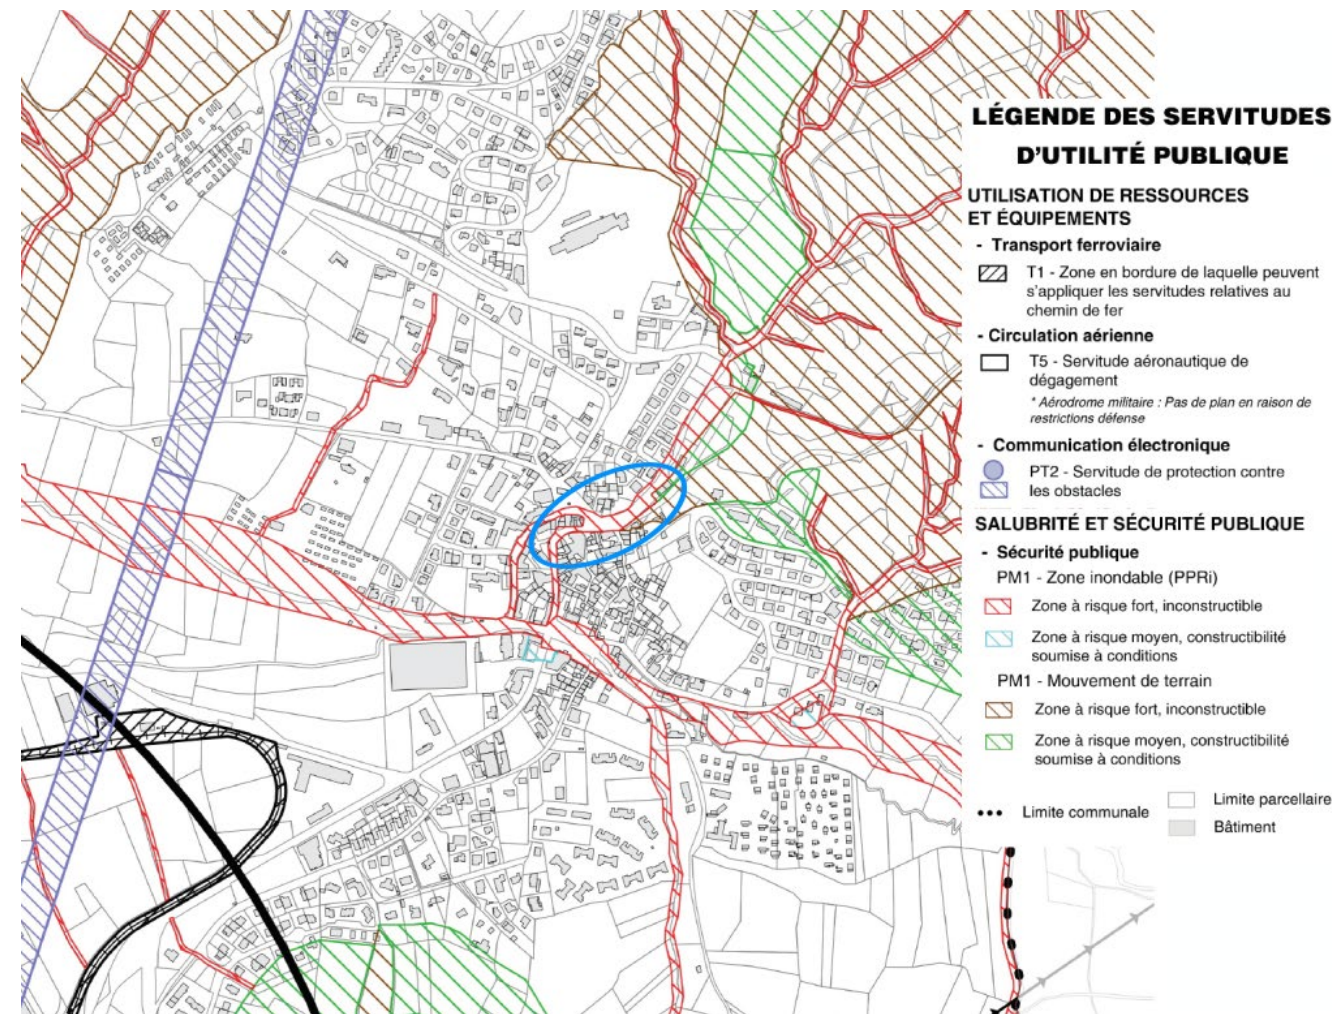 LÉGENDE DES SERVITUDES
D'UTILITÉ PUBLIQUE
UTILISATION DE RESSOURCES
ET ÉQUIPEMENTS
- Transport ferroviaire
T1 - Zone en bordure de laquelle peuvent
s'appliquer les servitudes relatives au
chemin de fer
- Circulation aérienne
T5 - Servitude aéronautique de
dégagement
* Aérodrome militaire : Pas de plan en raison de
restrictions défense
- Communication électronique
PT2 - Servitude de protection contre
les obstacles
SALUBRITÉ ET SÉCURITÉ PUBLIQUE
- Sécurité publique
PM1 - Zone inondable (PPRi)
Zone à risque fort, inconstructible
Zone à risque moyen, constructibilité
soumise à conditions
PM1 - Mouvement de terrain
Zone à risque fort, inconstructible
Zone à risque moyen, constructibilité
soumise à conditions
Limite communale
Limite parcellaire
Bâtiment